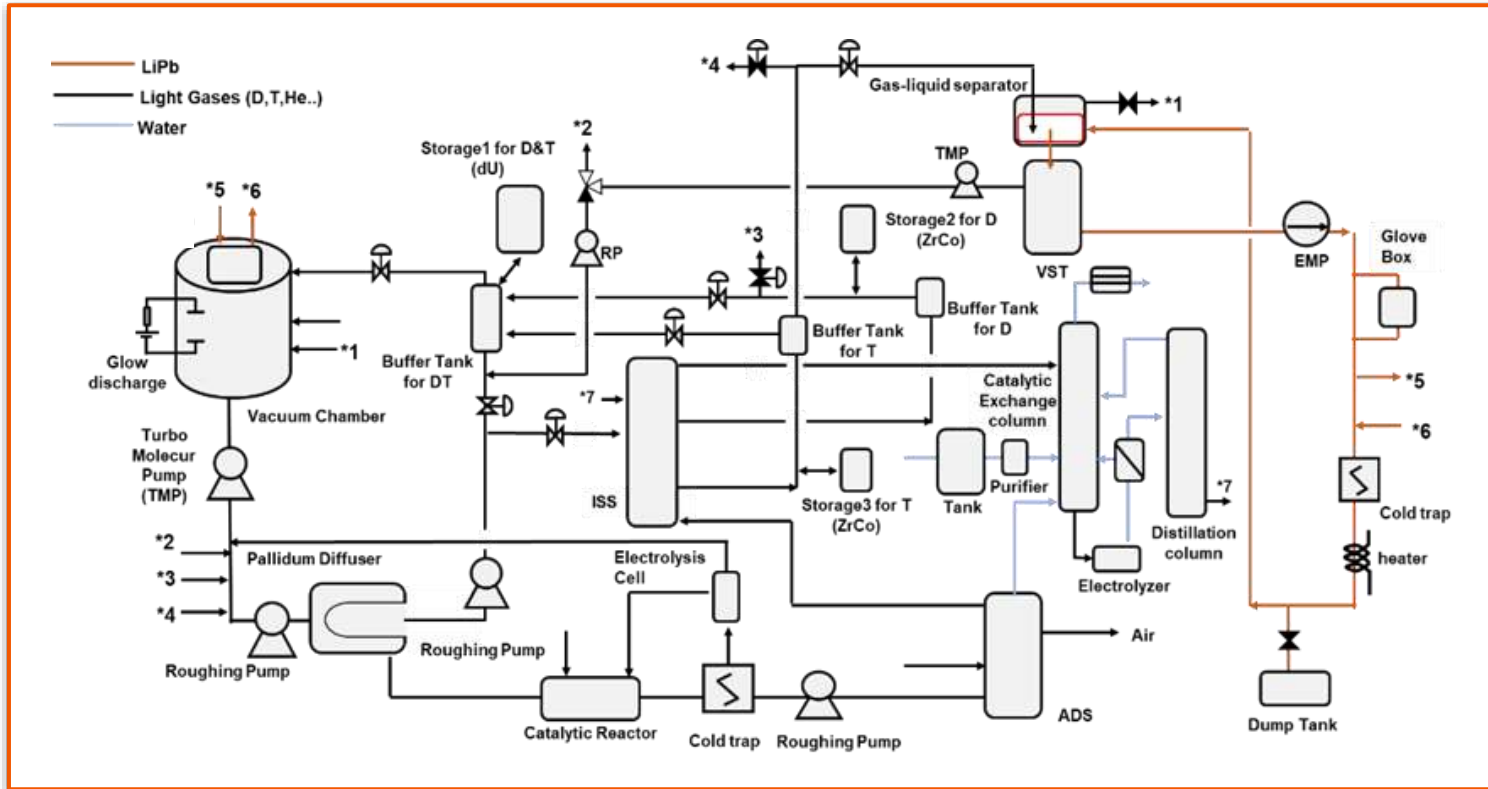 LiPb
Light Gases (D,T,He..)
Water
*4
Gas-liquid separator
*1
*2
Storage1 for D&T
(dU)
TMP
*5
*6
Storage2 for D
(ZrCo)
*3
RP
VST
EMP
Glove
Box
Buffer Tank
for D
Buffer Tank
for T
Glow
discharge
*1
Buffer Tank
for DT
Vacuum Chamber
*7
Catalytic
Exchange
column
*5
*6
Turbo
Molecur
Pump
(TMP)
ISS
Storage3 for T
(ZrCo)
Tank
Purifier
*7
Distillation
column
Cold trap
*2
Pallidum Diffuser
Electrolysis
Cell
Electrolyzer
heater
*3
*4
Roughing Pump
Roughing Pump
Air
Catalytic Reactor
Cold trap
Roughing Pump
ADS
Dump Tank